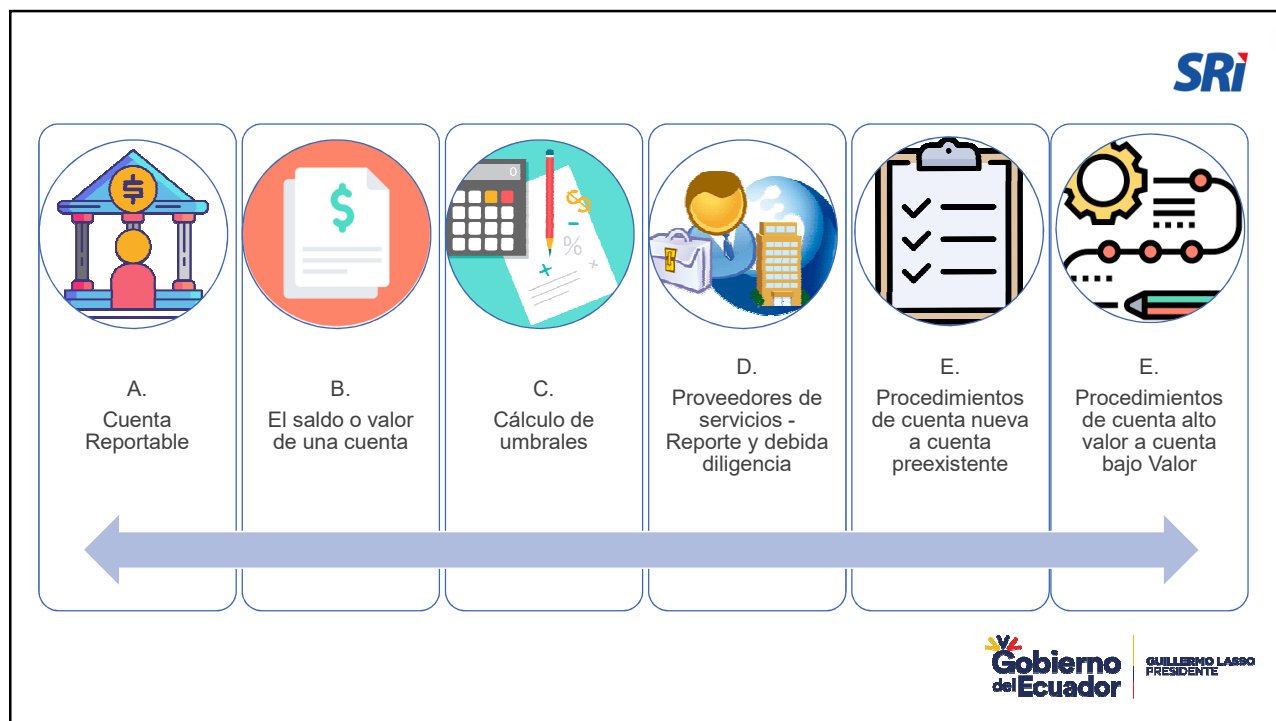 SRi
A.
Cuenta
Reportable
B.
El saldo o valor
de una cuenta
C.
Cálculo de
umbrales
D.
Proveedores de
servicios -
Reporte y debida
diligencia
E.
Procedimientos
de cuenta nueva
a cuenta
preexistente
E.
Procedimientos
de cuenta alto
valor a cuenta
bajo Valor
Gobierno
del Ecuador
GUILLERMO LASSO
PRESIDENTE